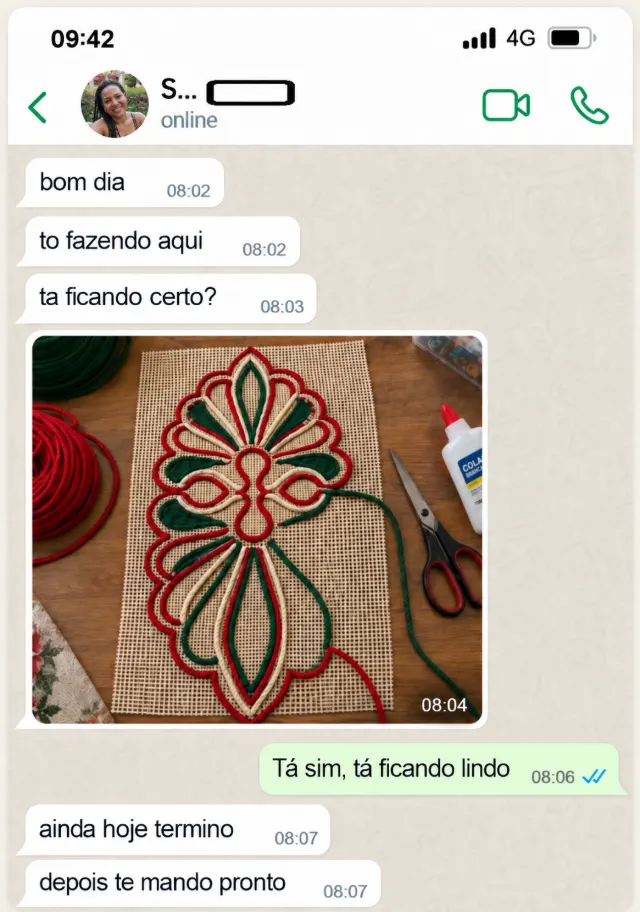 09:42
4G
S...
online
bom dia 08:02
to fazendo aqui 08:02
ta ficando certo? 08:03
COLA
BRANCA
08:04
Tá sim, tá ficando lindo 08:06
ainda hoje termino 08:07
depois te mando pronto 08:07